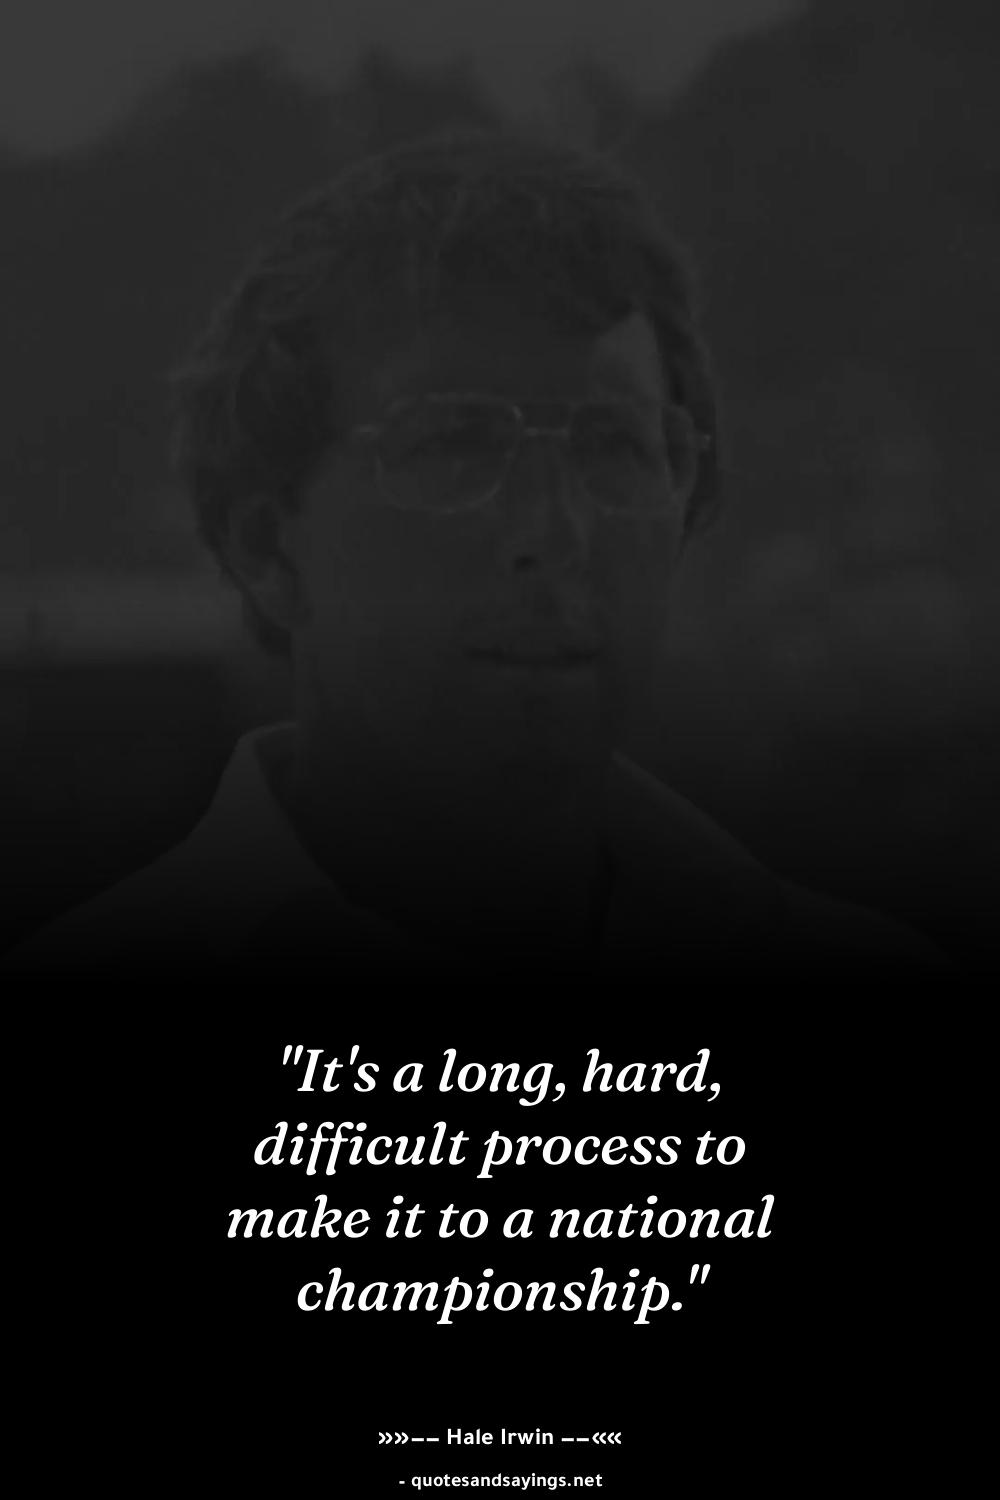 "It's a long, hard,
difficult process to
make it to a national
championship."
»»–– Hale Irwin ––««
- quotesandsayings.net